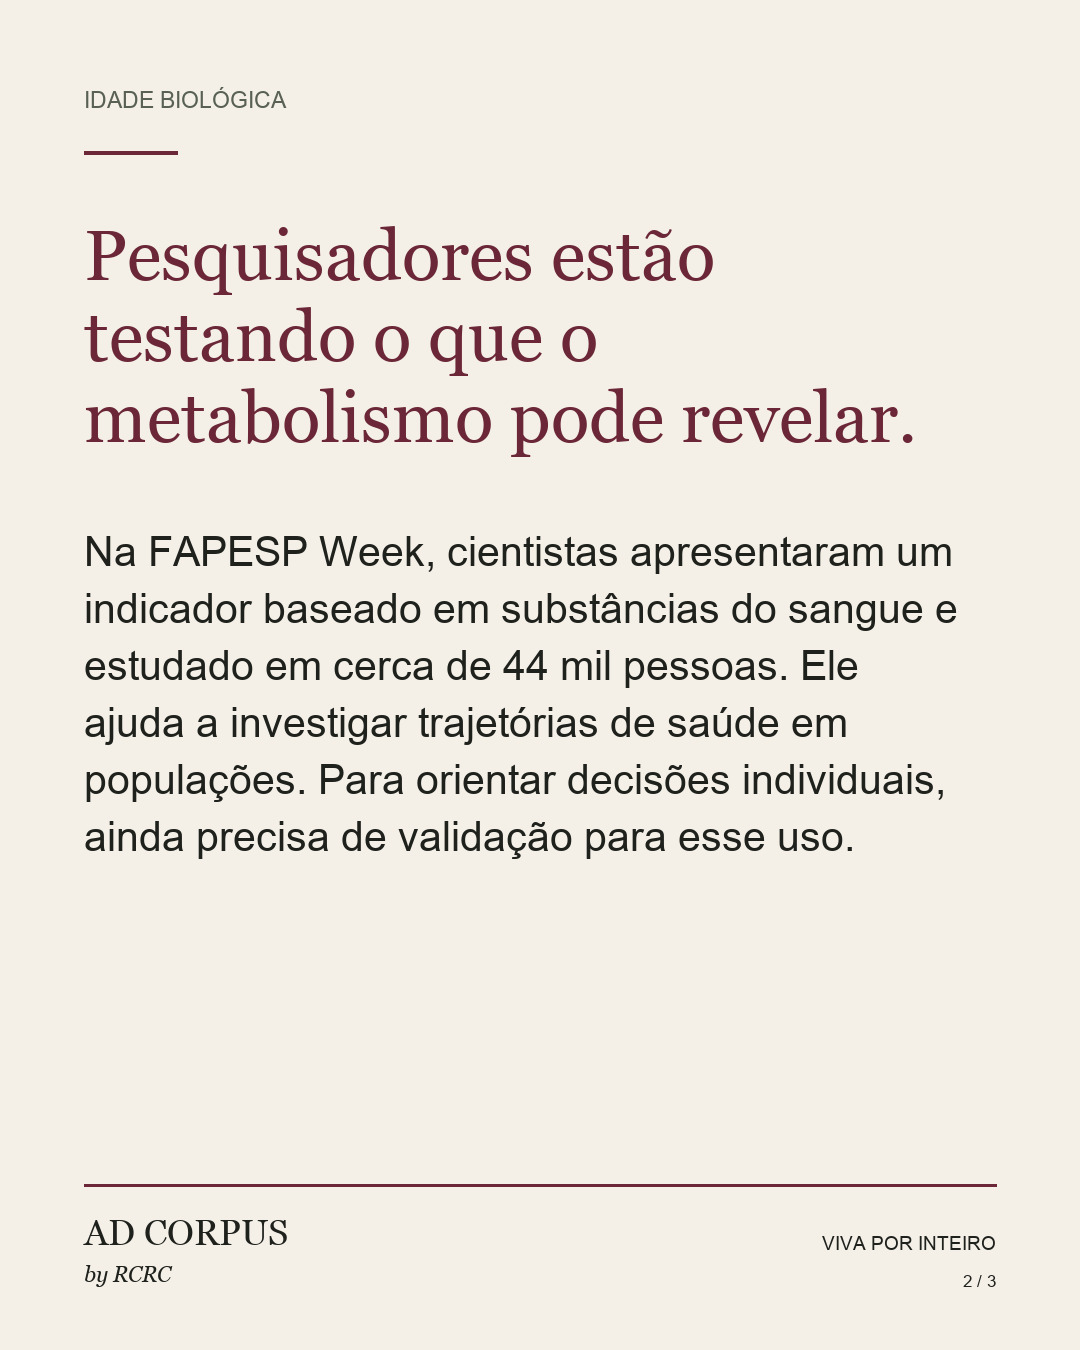 IDADE BIOLÓGICA
Pesquisadores estão
testando o que o
metabolismo pode revelar.
Na FAPESP Week, cientistas apresentaram um
indicador baseado em substâncias do sangue e
estudado em cerca de 44 mil pessoas. Ele
ajuda a investigar trajetórias de saúde em
populações. Para orientar decisões individuais,
ainda precisa de validação para esse uso.
AD CORPUS
by RCRC
VIVA POR INTEIRO
2 / 3